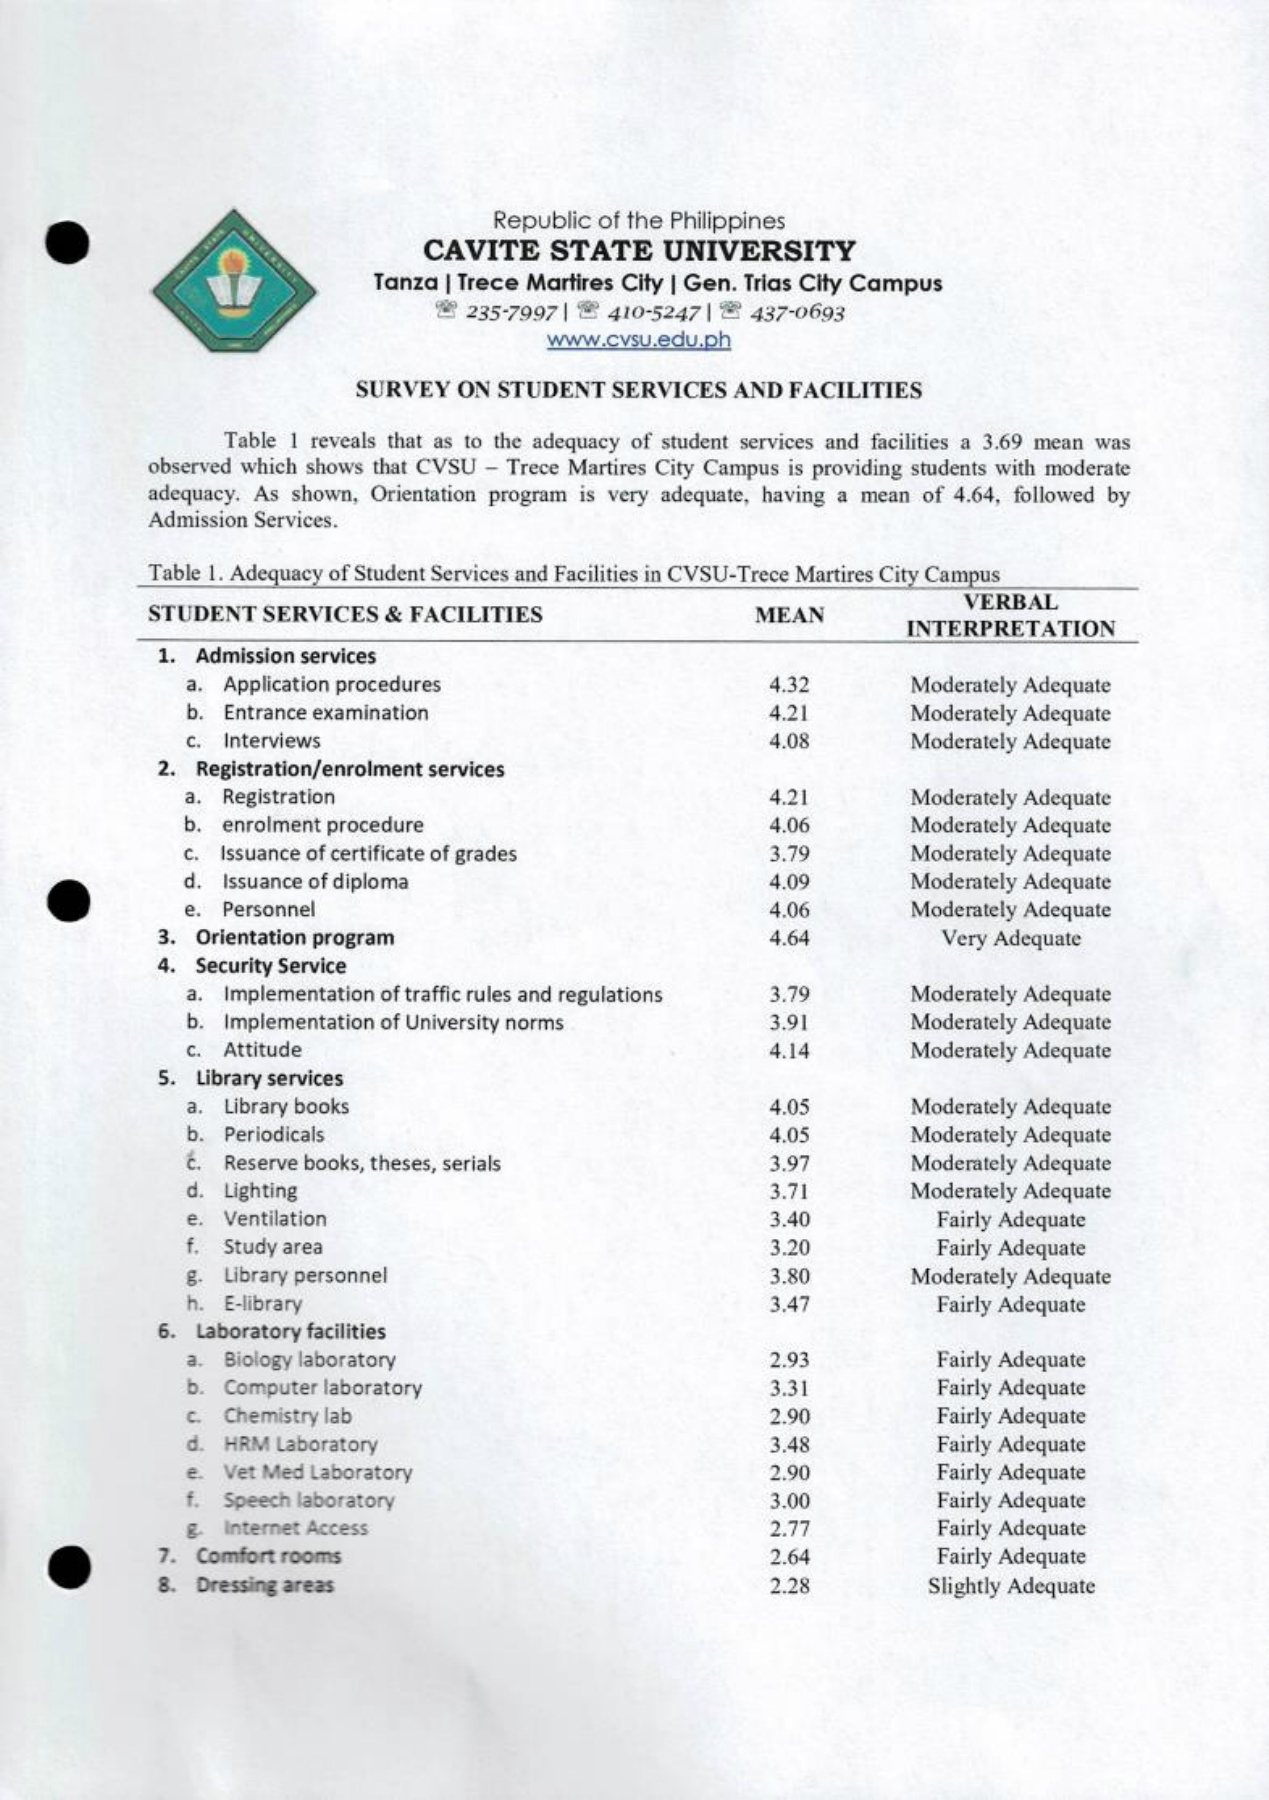 Republic of the Philippines
CAVITE STATE UNIVERSITY
Tanza | Trece Martires City | Gen. Trias City Campus
☏ 235-7997 | ☏ 410-5247 | ☏ 437-0693
www.cvsu.edu.ph
SURVEY ON STUDENT SERVICES AND FACILITIES
Table 1 reveals that as to the adequacy of student services and facilities a 3.69 mean was
observed which shows that CVSU – Trece Martires City Campus is providing students with moderate
adequacy. As shown, Orientation program is very adequate, having a mean of 4.64, followed by
Admission Services.
Table 1. Adequacy of Student Services and Facilities in CVSU-Trece Martires City Campus
STUDENT SERVICES & FACILITIES MEAN VERBAL
INTERPRETATION
1. Admission services
a. Application procedures 4.32 Moderately Adequate
b. Entrance examination 4.21 Moderately Adequate
c. Interviews 4.08 Moderately Adequate
2. Registration/enrolment services
a. Registration 4.21 Moderately Adequate
b. enrolment procedure 4.06 Moderately Adequate
c. Issuance of certificate of grades 3.79 Moderately Adequate
d. Issuance of diploma 4.09 Moderately Adequate
e. Personnel 4.06 Moderately Adequate
3. Orientation program 4.64 Very Adequate
4. Security Service
a. Implementation of traffic rules and regulations 3.79 Moderately Adequate
b. Implementation of University norms 3.91 Moderately Adequate
c. Attitude 4.14 Moderately Adequate
5. Library services
a. Library books 4.05 Moderately Adequate
b. Periodicals 4.05 Moderately Adequate
c. Reserve books, theses, serials 3.97 Moderately Adequate
d. Lighting 3.71 Moderately Adequate
e. Ventilation 3.40 Fairly Adequate
f. Study area 3.20 Fairly Adequate
g. Library personnel 3.80 Moderately Adequate
h. E-library 3.47 Fairly Adequate
6. Laboratory facilities
a. Biology laboratory 2.93 Fairly Adequate
b. Computer laboratory 3.31 Fairly Adequate
c. Chemistry lab 2.90 Fairly Adequate
d. HRM Laboratory 3.48 Fairly Adequate
e. Vet Med Laboratory 2.90 Fairly Adequate
f. Speech laboratory 3.00 Fairly Adequate
g. Internet Access 2.77 Fairly Adequate
7. Comfort rooms 2.64 Fairly Adequate
8. Dressing areas 2.28 Slightly Adequate